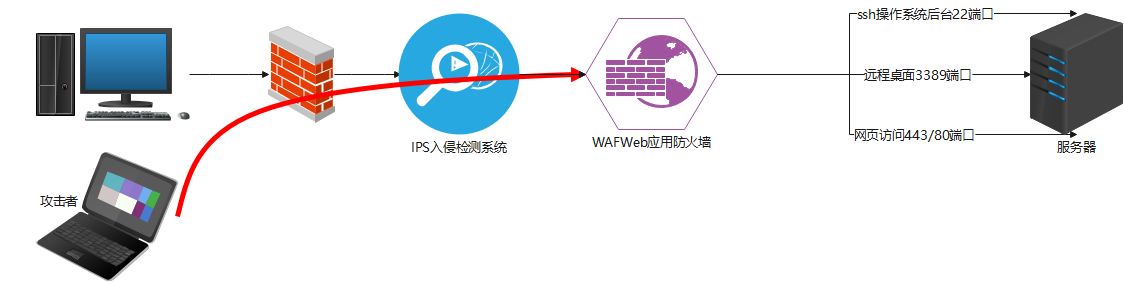 ssh操作系统后台22端口
远程桌面3389端口
网页访问443/80端口
IPS入侵检测系统
WAFWeb应用防火墙
服务器
攻击者